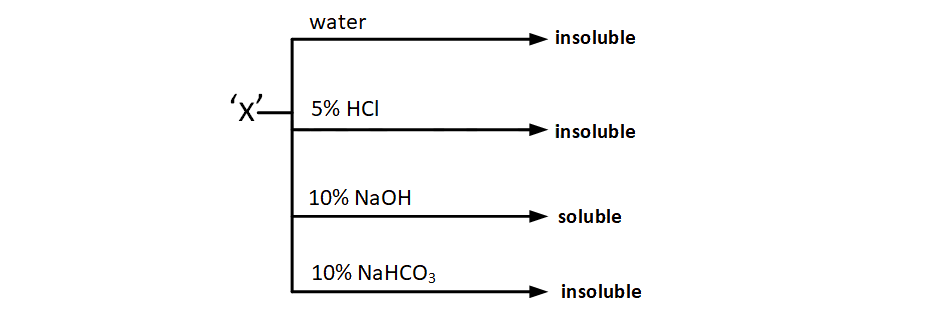 water
insoluble
‘X’
5% HCl
insoluble
10% NaOH
soluble
10% NaHCO₃
insoluble